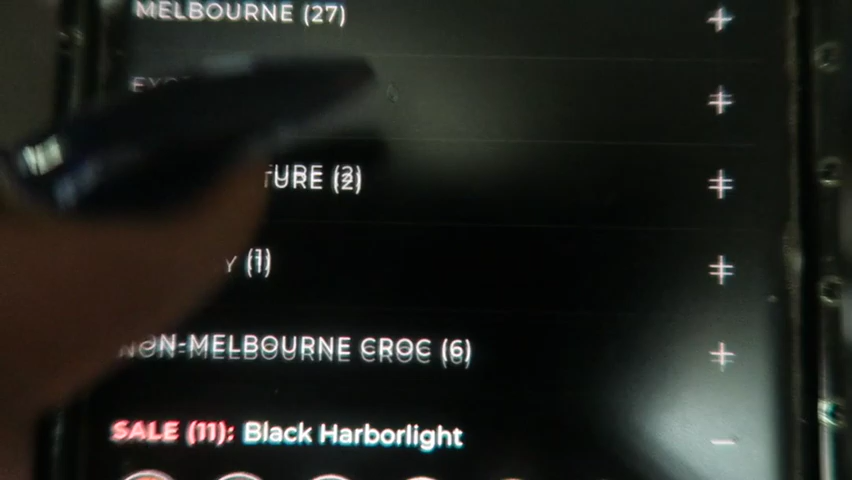 MELBOURNE (27)
TURE (2)
Y (1)
NON-MELBOURNE CROC (6)
SALE (11): Black Harborlight